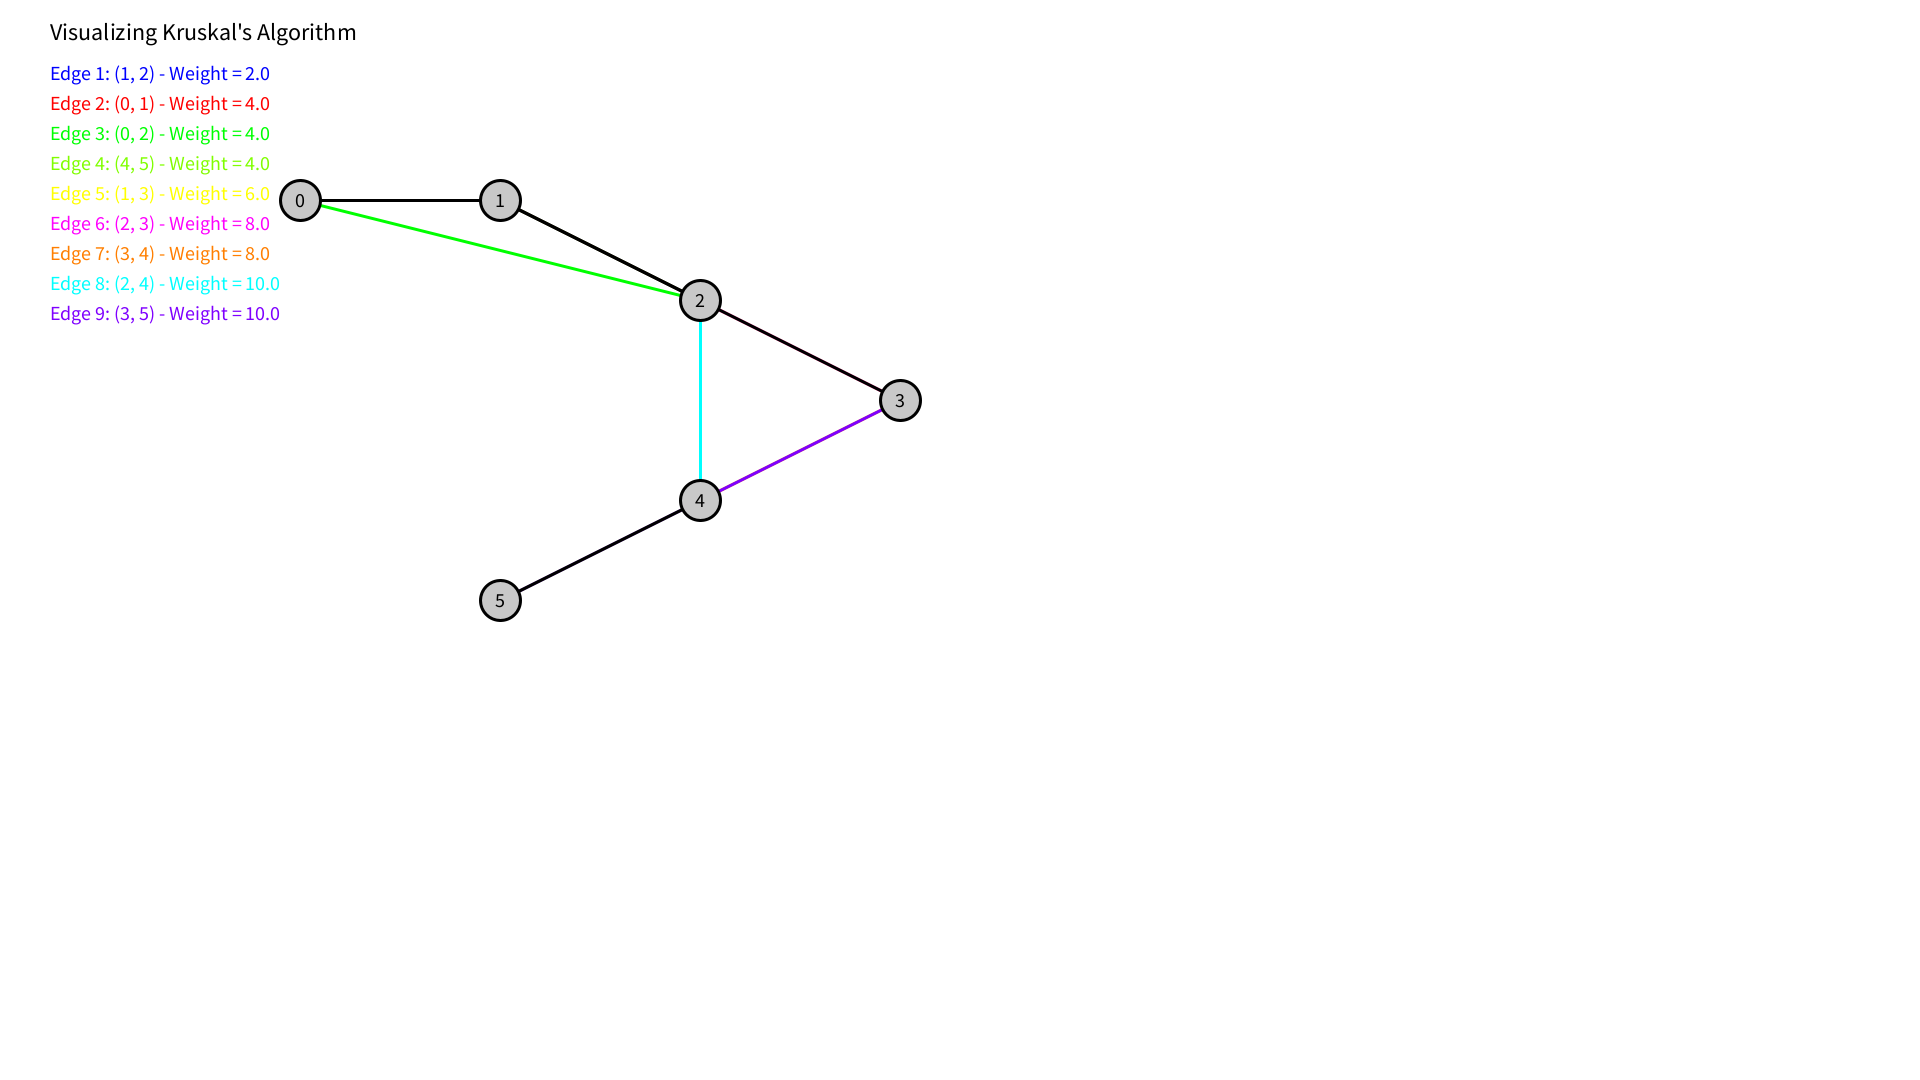 Visualizing Kruskal's Algorithm
Edge 1: (1, 2) - Weight = 2.0
Edge 2: (0, 1) - Weight = 4.0
Edge 3: (0, 2) - Weight = 4.0
Edge 4: (4, 5) - Weight = 4.0
Edge 5: (1, 3) - Weight = 6.0
Edge 6: (2, 3) - Weight = 8.0
Edge 7: (3, 4) - Weight = 8.0
Edge 8: (2, 4) - Weight = 10.0
Edge 9: (3, 5) - Weight = 10.0
0
1
2
3
4
5